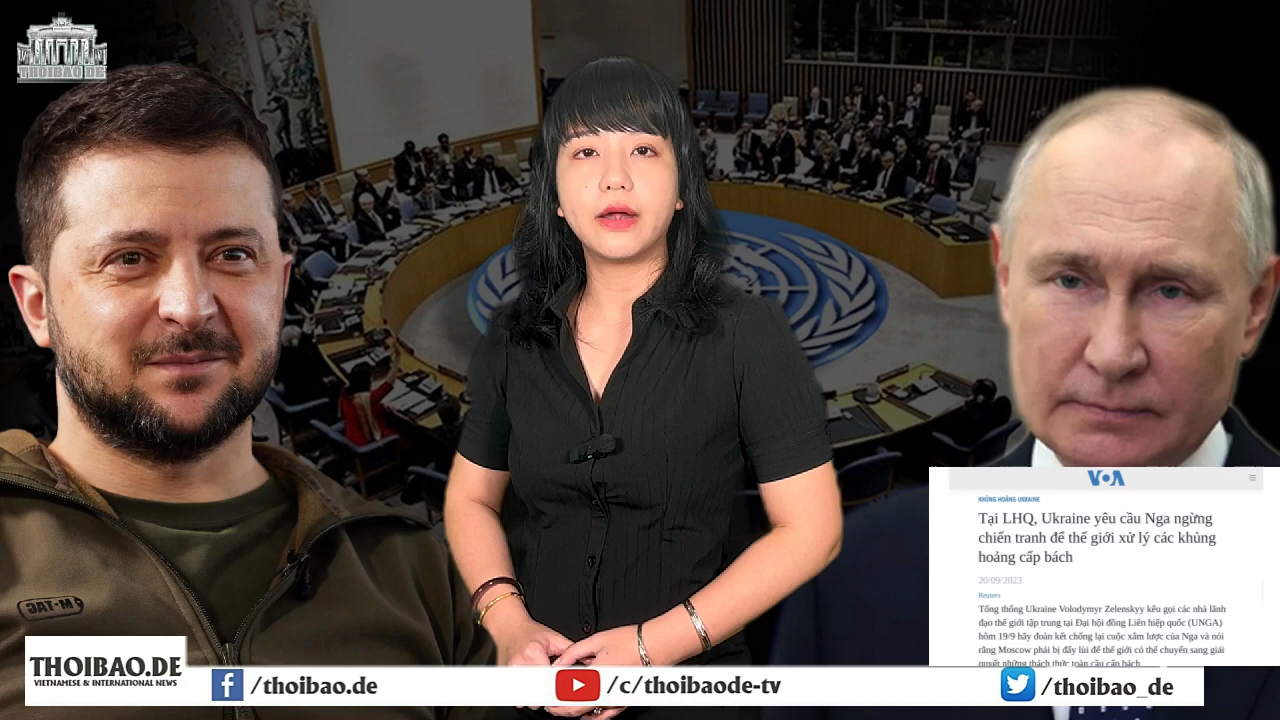 THOIBAO.DE
VOA
KHỦNG HOẢNG UKRAINE
Tại LHQ, Ukraine yêu cầu Nga ngừng
chiến tranh để thế giới xử lý các khủng
hoảng cấp bách
20/09/2023
Reuters
Tổng thống Ukraine Volodymyr Zelenskyy kêu gọi các nhà lãnh
đạo thế giới tập trung tại Đại hội đồng Liên hiệp quốc (UNGA)
hôm 19/9 hãy đoàn kết chống lại cuộc xâm lược của Nga và nói
rằng Moscow phải bị đẩy lùi để thế giới có thể chuyển sang giải
quyết những thách thức toàn cầu cấp bách
M-TAC
THOIBAO.DE
VIETNAMESE & INTERNATIONAL NEWS
/thoibao.de
/c/thoibaode-tv
/thoibao_de